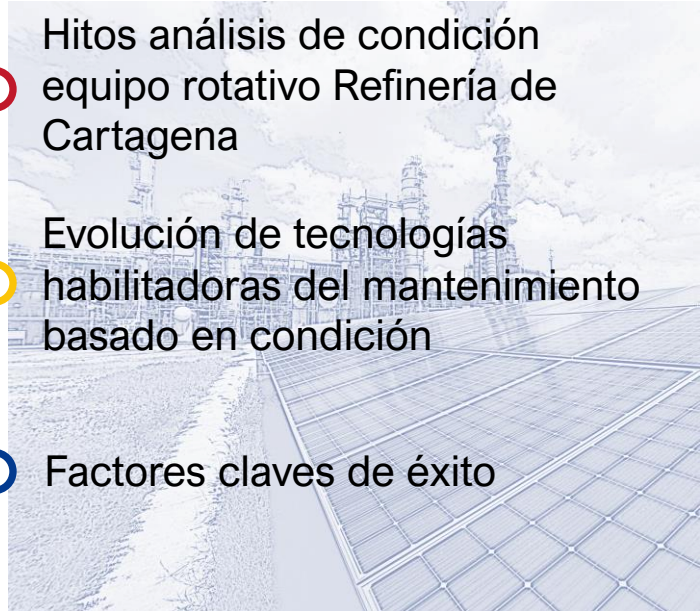 Hitos análisis de condición
equipo rotativo Refinería de
Cartagena
Evolución de tecnologías
habilitadoras del mantenimiento
basado en condición
Factores claves de éxito